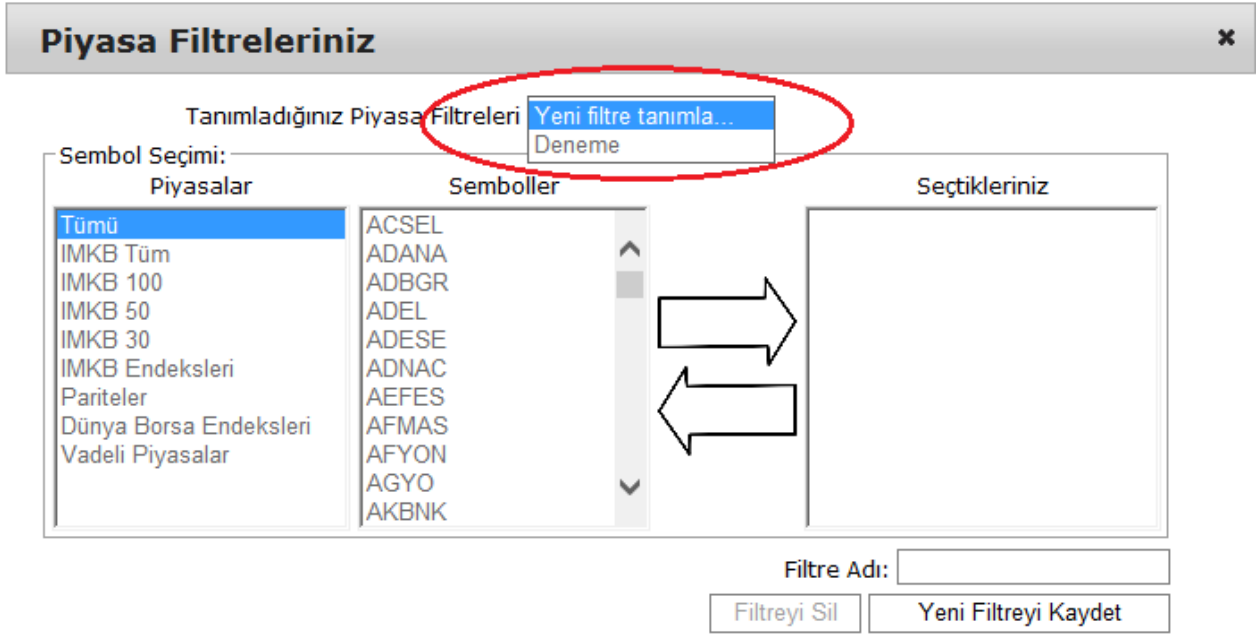 Piyasa Filtreleriniz
Tanımladığınız Piyasa Filtreleri
Yeni filtre tanımla...
Deneme
Sembol Seçimi:
Piyasalar
Tümü
IMKB Tüm
IMKB 100
IMKB 50
IMKB 30
IMKB Endeksleri
Pariteler
Dünya Borsa Endeksleri
Vadeli Piyasalar
Semboller
ACSEL
ADANA
ADBGR
ADEL
ADESE
ADNAC
AEFES
AFMAS
AFYON
AGYO
AKBNK
Seçtikleriniz
Filtre Adı:
Filtreyi Sil
Yeni Filtreyi Kaydet